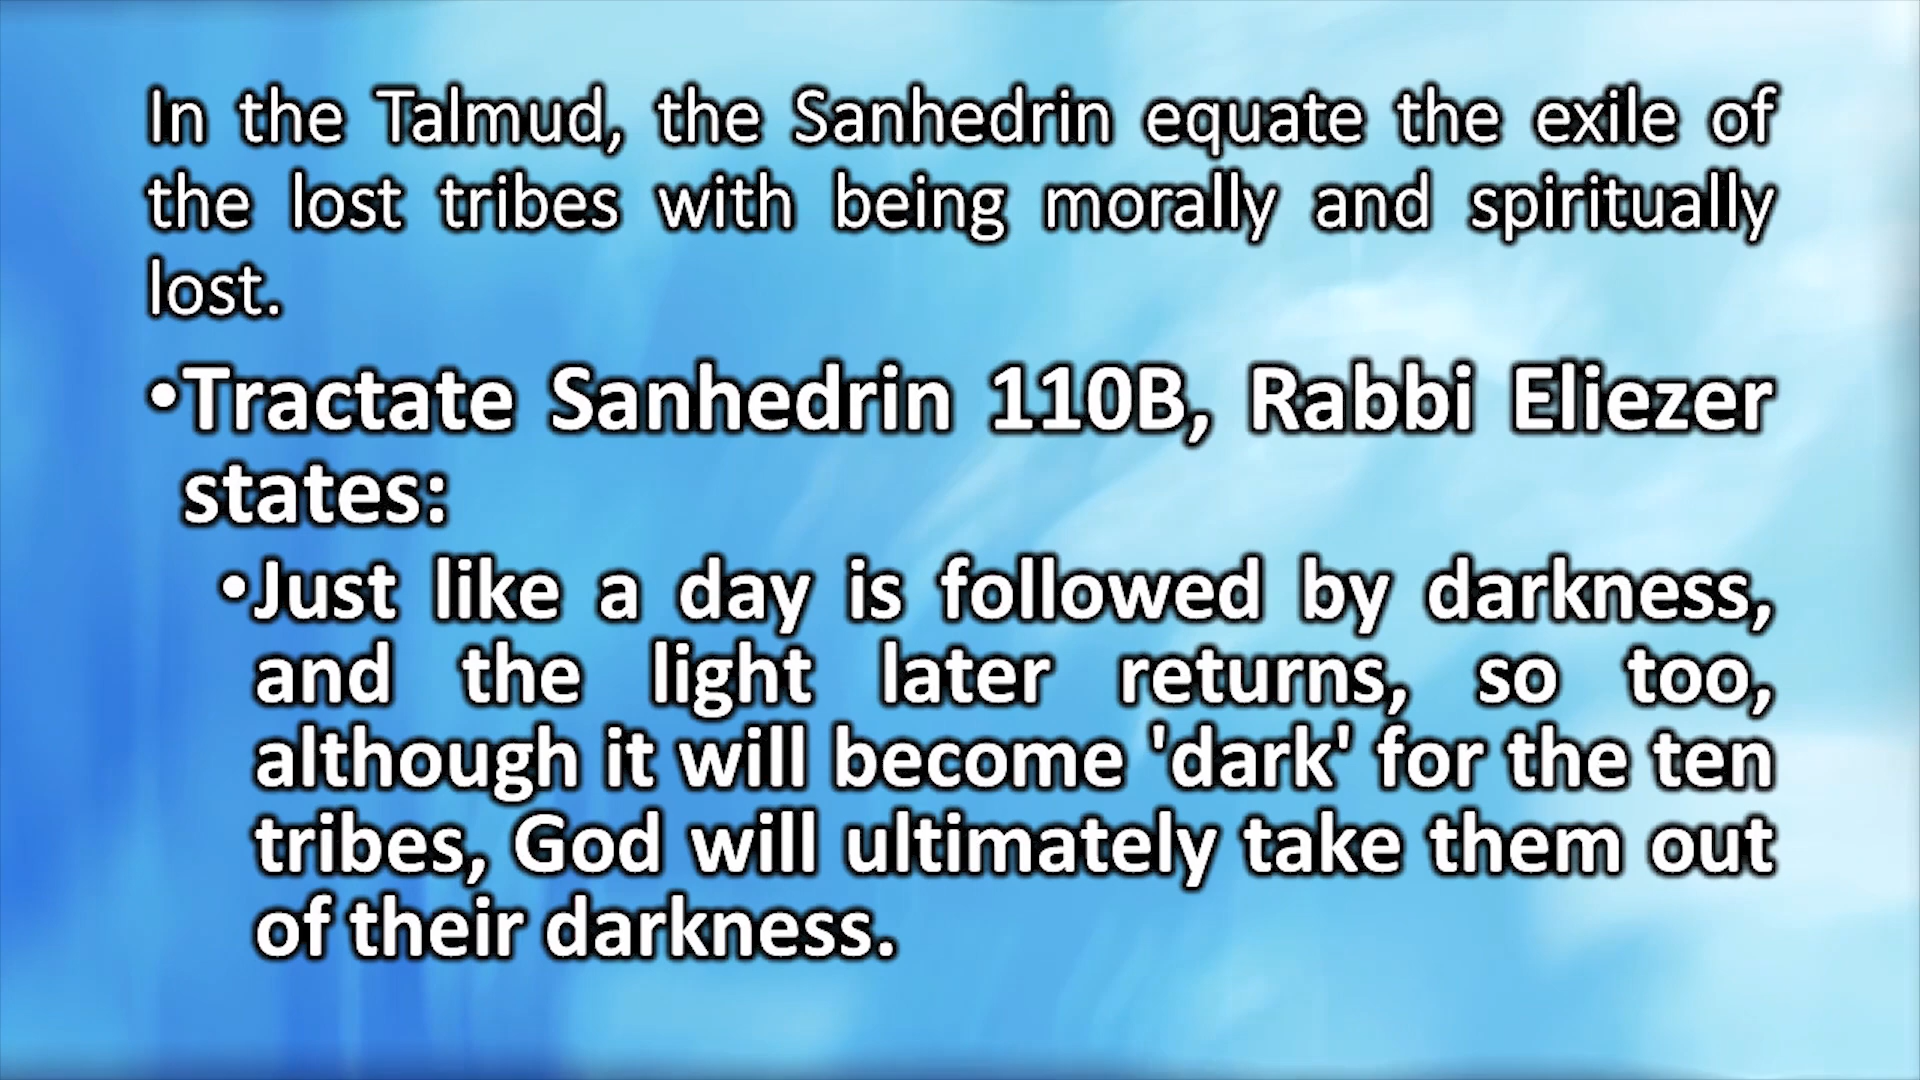 In the Talmud, the Sanhedrin equate the exile of
the lost tribes with being morally and spiritually
lost.
•Tractate Sanhedrin 110B, Rabbi Eliezer
states:
•Just like a day is followed by darkness,
and the light later returns, so too,
although it will become 'dark' for the ten
tribes, God will ultimately take them out
of their darkness.